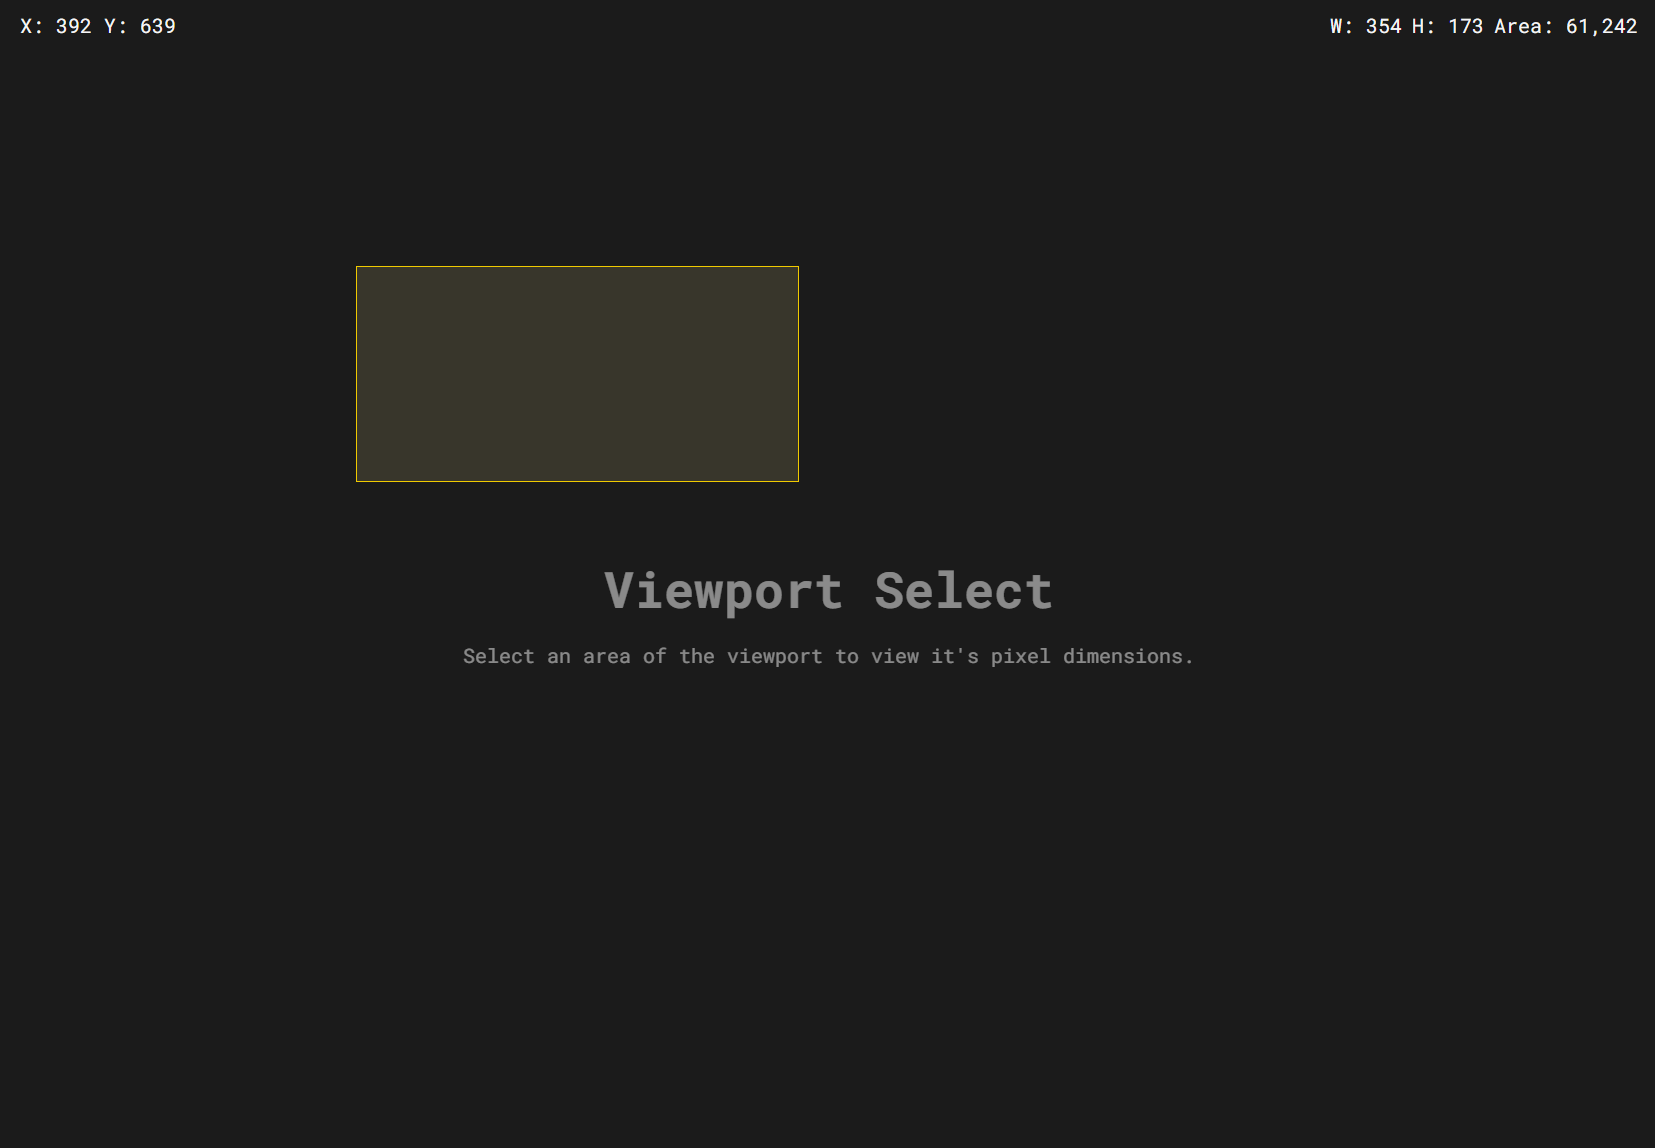 X: 392 Y: 639
W: 354 H: 173 Area: 61,242
Viewport Select
Select an area of the viewport to view it's pixel dimensions.